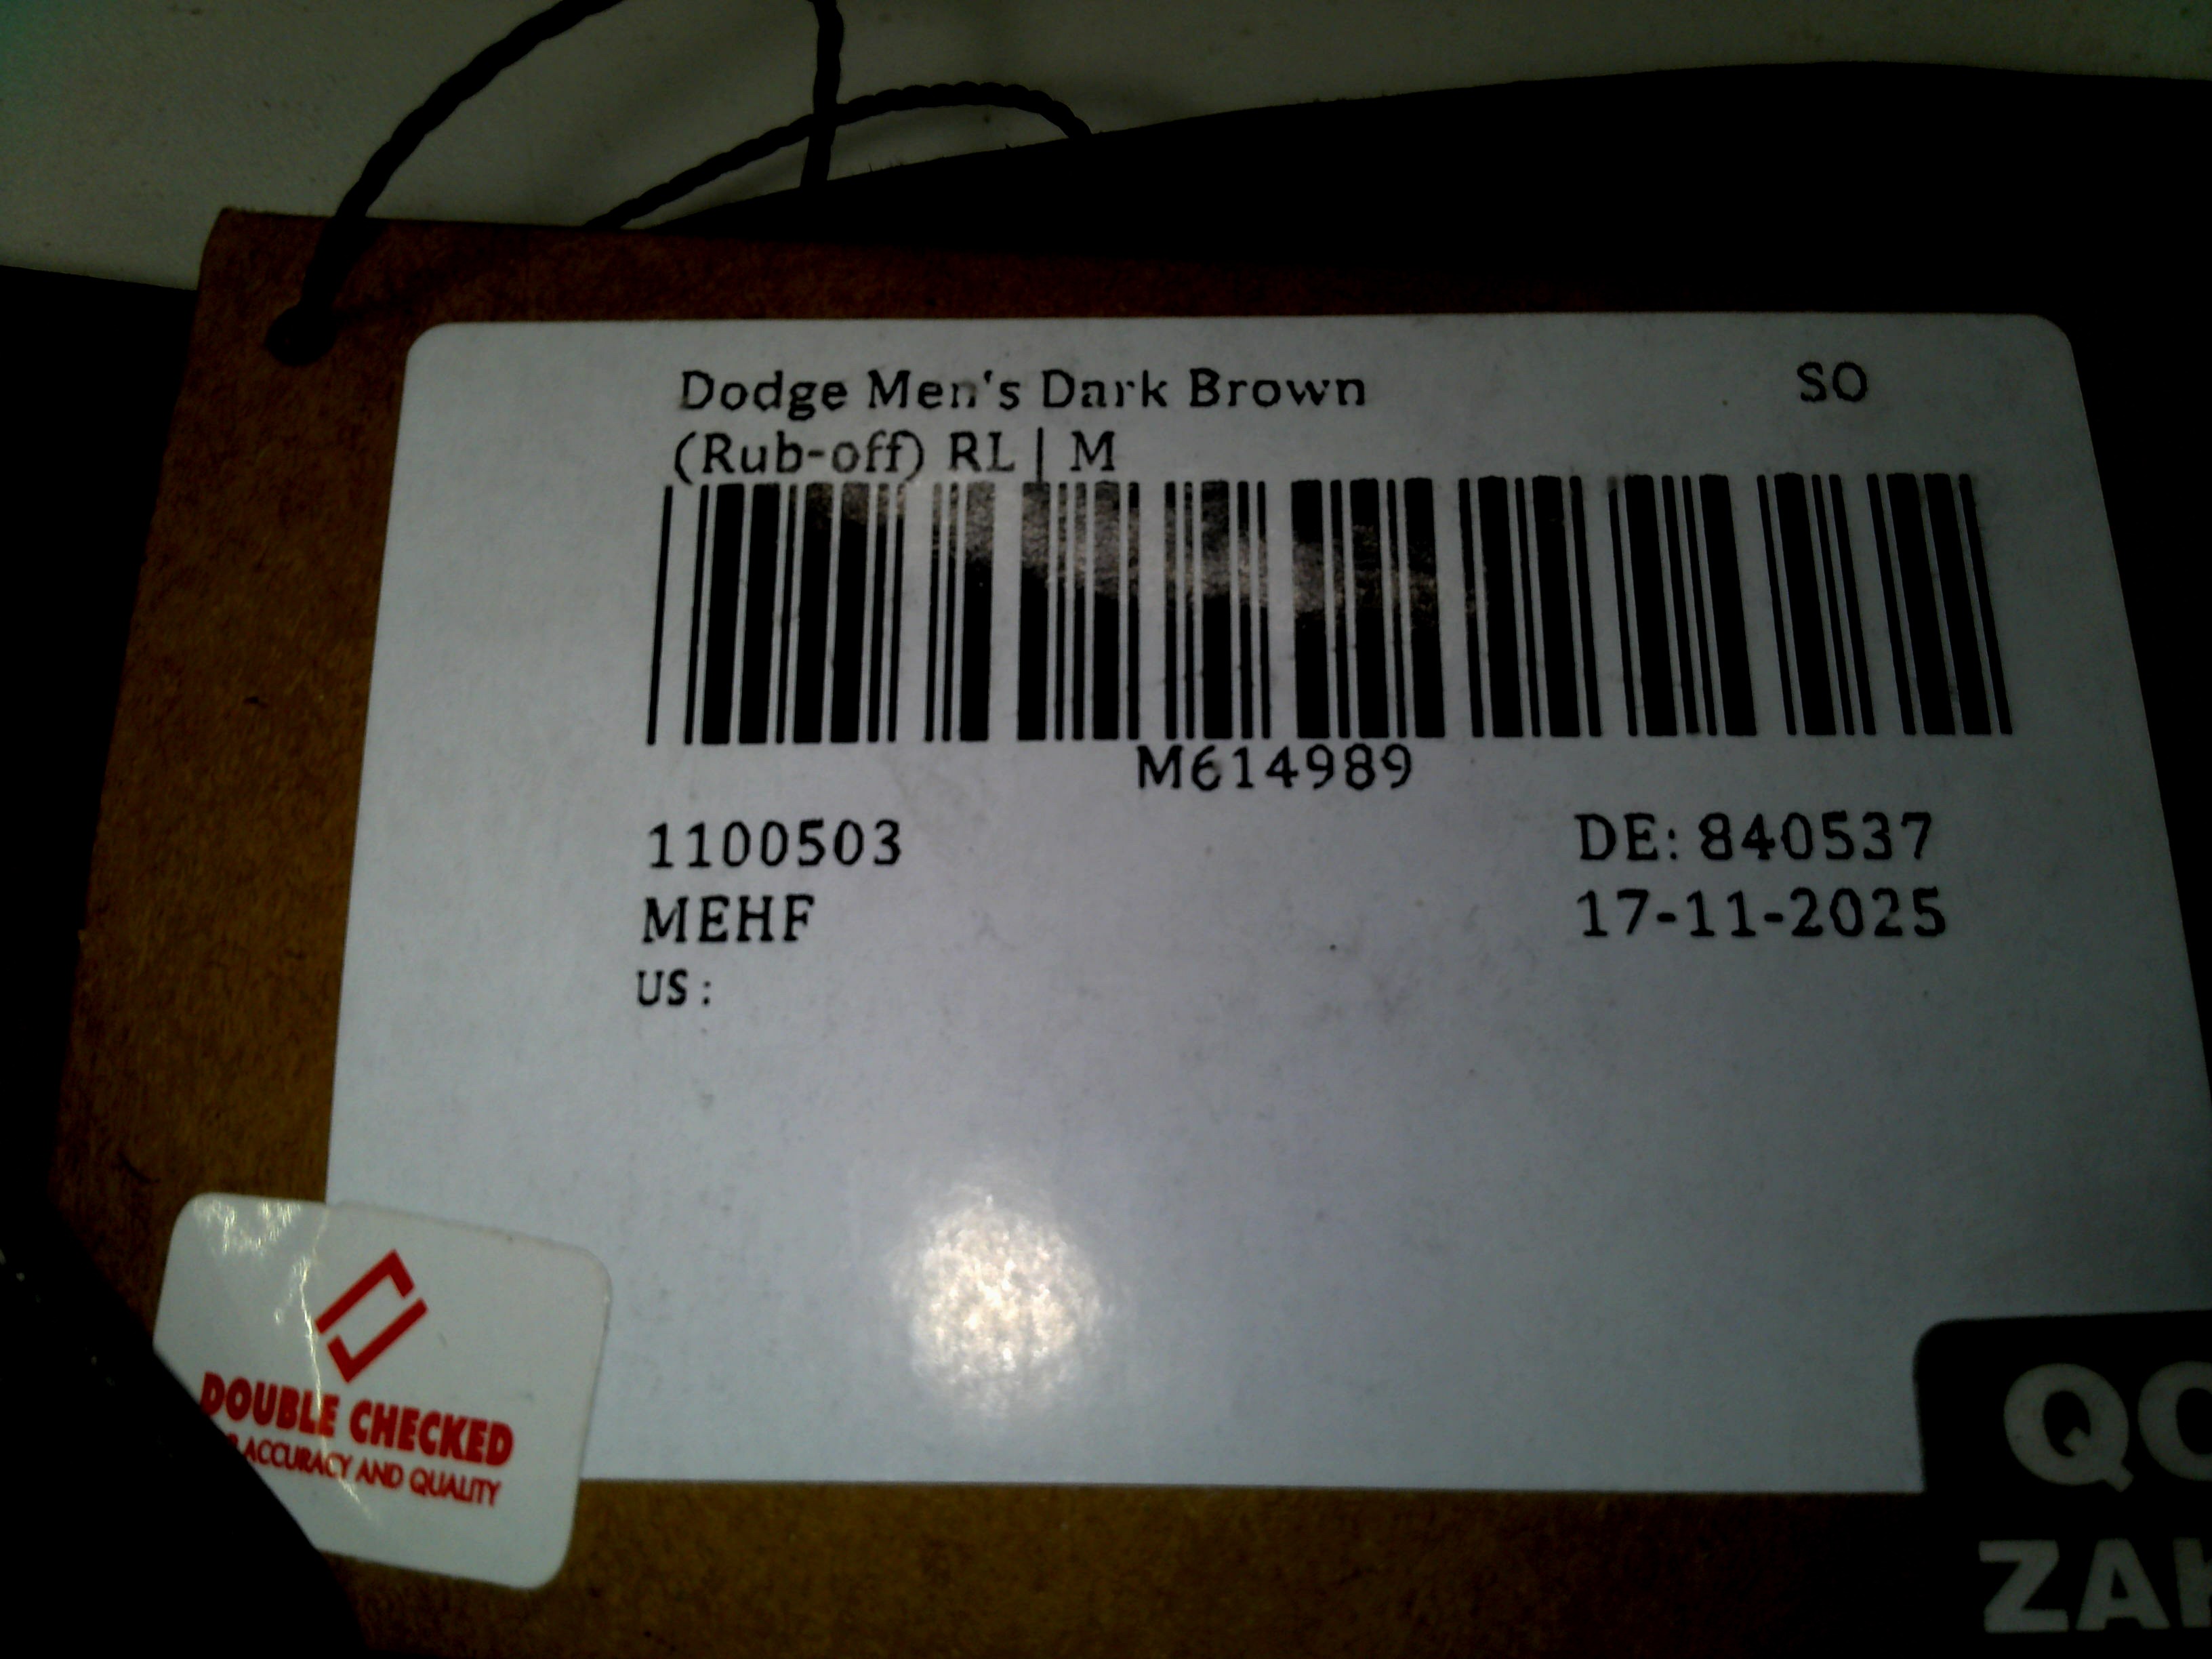 Dodge Men's Dark Brown SO
(Rub-off) RL | M
M614989
1100503 DE: 840537
MEHF 17-11-2025
US:
DOUBLE CHECKED
ACCURACY AND QUALITY